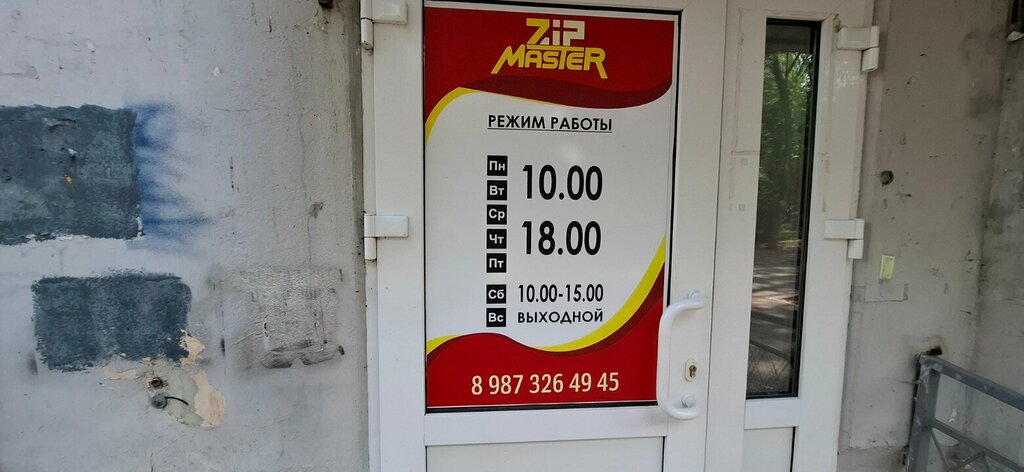 ZiP
MASTER
РЕЖИМ РАБОТЫ
Пн
Вт
Ср
Чт
Пт
10.00
18.00
Сб 10.00-15.00
Вс ВЫХОДНОЙ
8 987 326 49 45